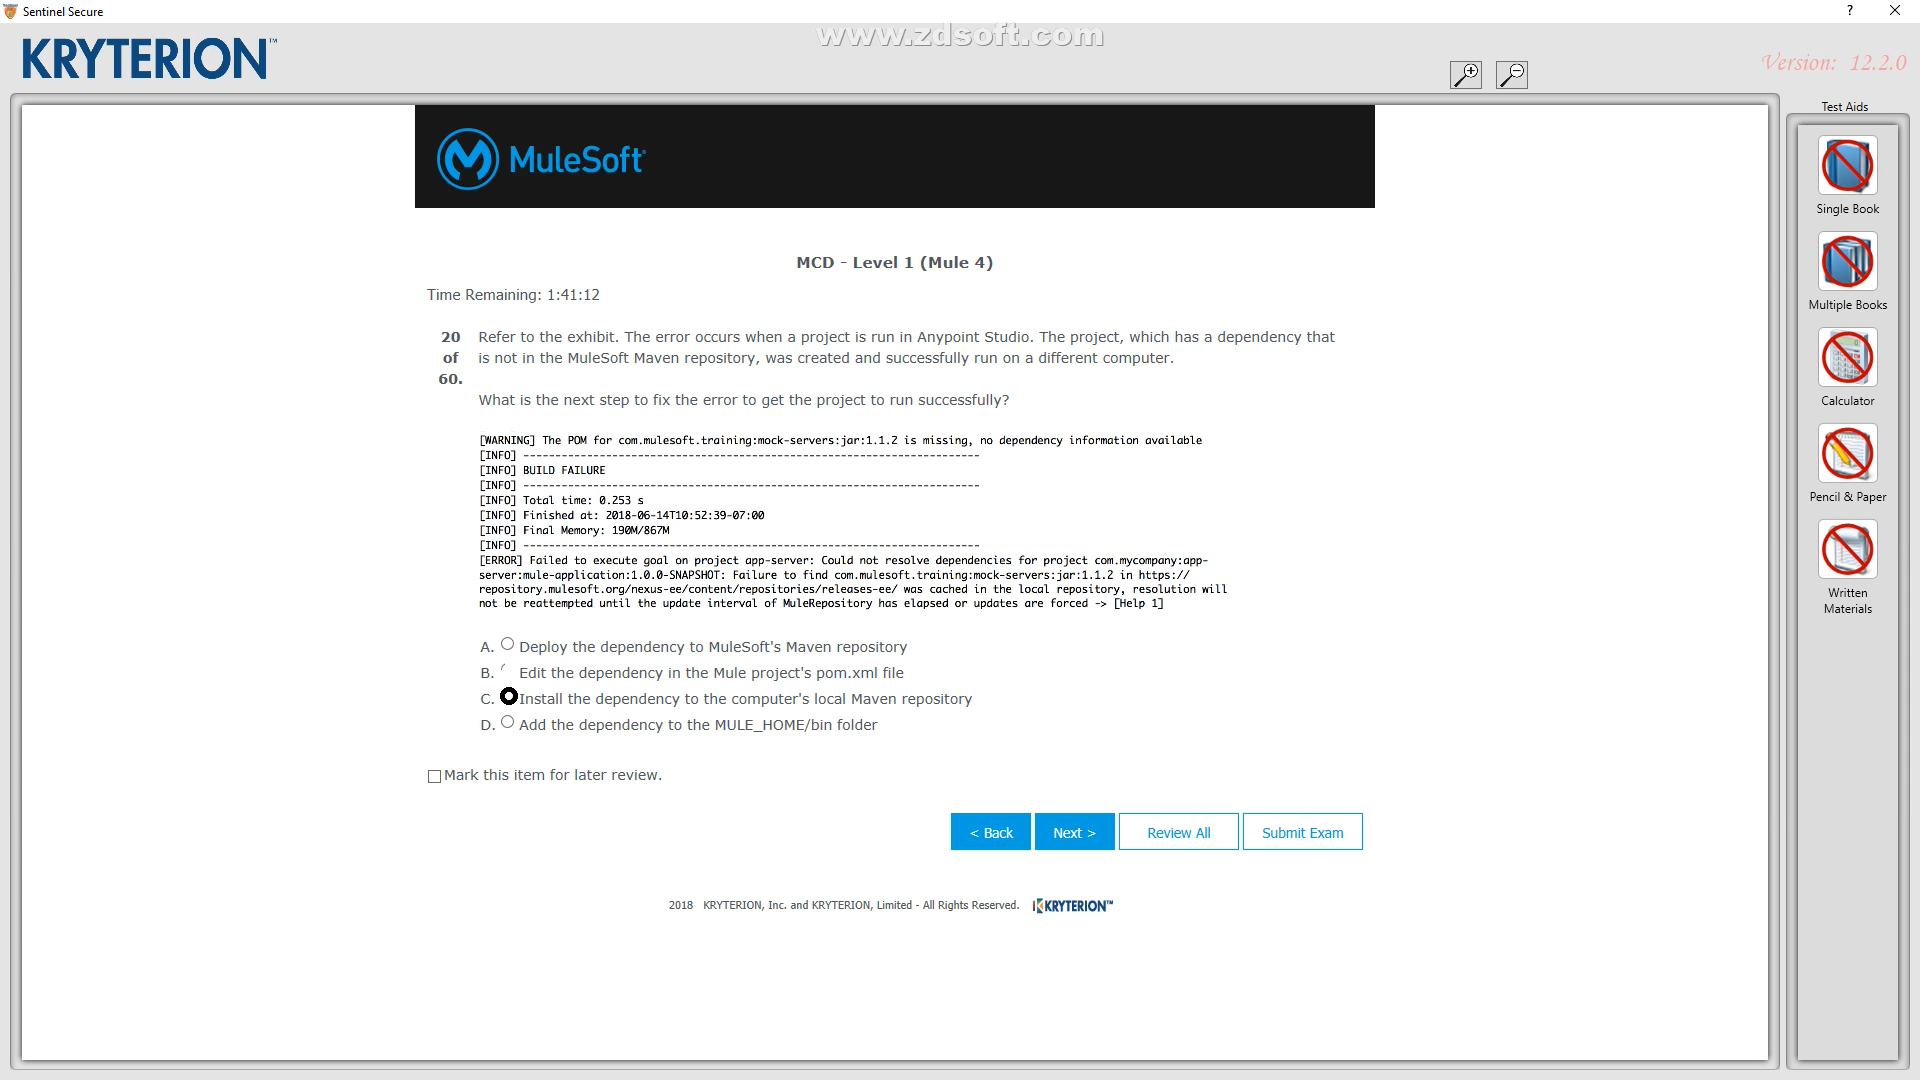 Sentinel Secure
?
KRYTERION™
www.zdsoft.com
Version: 12.2.0
Test Aids
MuleSoft
MCD - Level 1 (Mule 4)
Time Remaining: 1:41:12
20 of 60.
Refer to the exhibit. The error occurs when a project is run in Anypoint Studio. The project, which has a dependency that
is not in the MuleSoft Maven repository, was created and successfully run on a different computer.
What is the next step to fix the error to get the project to run successfully?
[WARNING] The POM for com.mulesoft.training:mock-servers:jar:1.1.2 is missing, no dependency information available
[INFO] ------------------------------------------------------------------------
[INFO] BUILD FAILURE
[INFO] ------------------------------------------------------------------------
[INFO] Total time: 0.253 s
[INFO] Finished at: 2018-06-14T10:52:39-07:00
[INFO] Final Memory: 190M/867M
[INFO] ------------------------------------------------------------------------
[ERROR] Failed to execute goal on project app-server: Could not resolve dependencies for project com.mycompany:app-
server:mule-application:1.0.0-SNAPSHOT: Failure to find com.mulesoft.training:mock-servers:jar:1.1.2 in https://
repository.mulesoft.org/nexus-ee/content/repositories/releases-ee/ was cached in the local repository, resolution will
not be reattempted until the update interval of MuleRepository has elapsed or updates are forced -> [Help 1]
A. Deploy the dependency to MuleSoft's Maven repository
B. Edit the dependency in the Mule project's pom.xml file
C. Install the dependency to the computer's local Maven repository
D. Add the dependency to the MULE_HOME/bin folder
Mark this item for later review.
< Back
Next >
Review All
Submit Exam
2018 KRYTERION, Inc. and KRYTERION, Limited - All Rights Reserved. KRYTERION™
Single Book
Multiple Books
Calculator
Pencil & Paper
Written
Materials